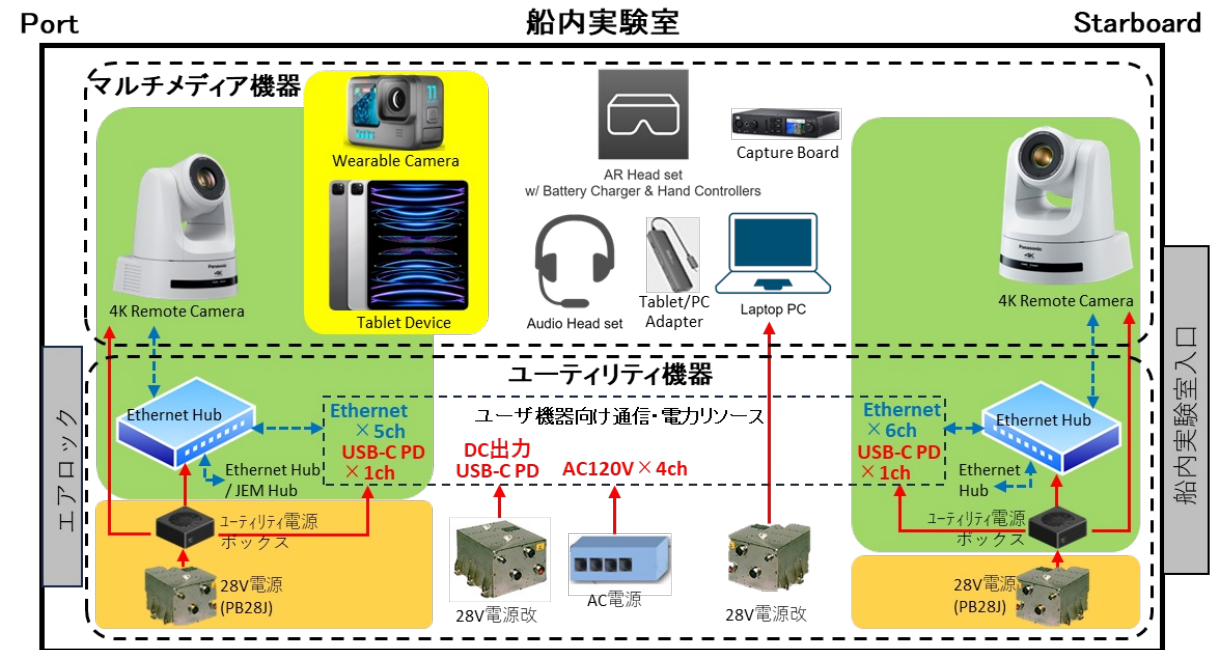 Port
船内実験室
Starboard
マルチメディア機器
Wearable Camera
Tablet Device
4K Remote Camera
AR Head set
w/ Battery Charger & Hand Controllers
Capture Board
Audio Head set
Tablet/PC
Adapter
Laptop PC
Panasonic
4K
4K Remote Camera
エアロック
船内実験室入口
ユーティリティ機器
ユーザ機器向け通信・電力リソース
Ethernet Hub
Ethernet
×5ch
USB-C PD
×1ch
Ethernet Hub
/ JEM Hub
DC出力
USB-C PD
AC120V×4ch
Ethernet
×6ch
USB-C PD
×1ch
Ethernet Hub
Ethernet
Hub
ユーティリティ電源
ボックス
28V電源
(PB28J)
28V電源改
AC電源
28V電源改
ユーティリティ電源
ボックス
28V電源
(PB28J)